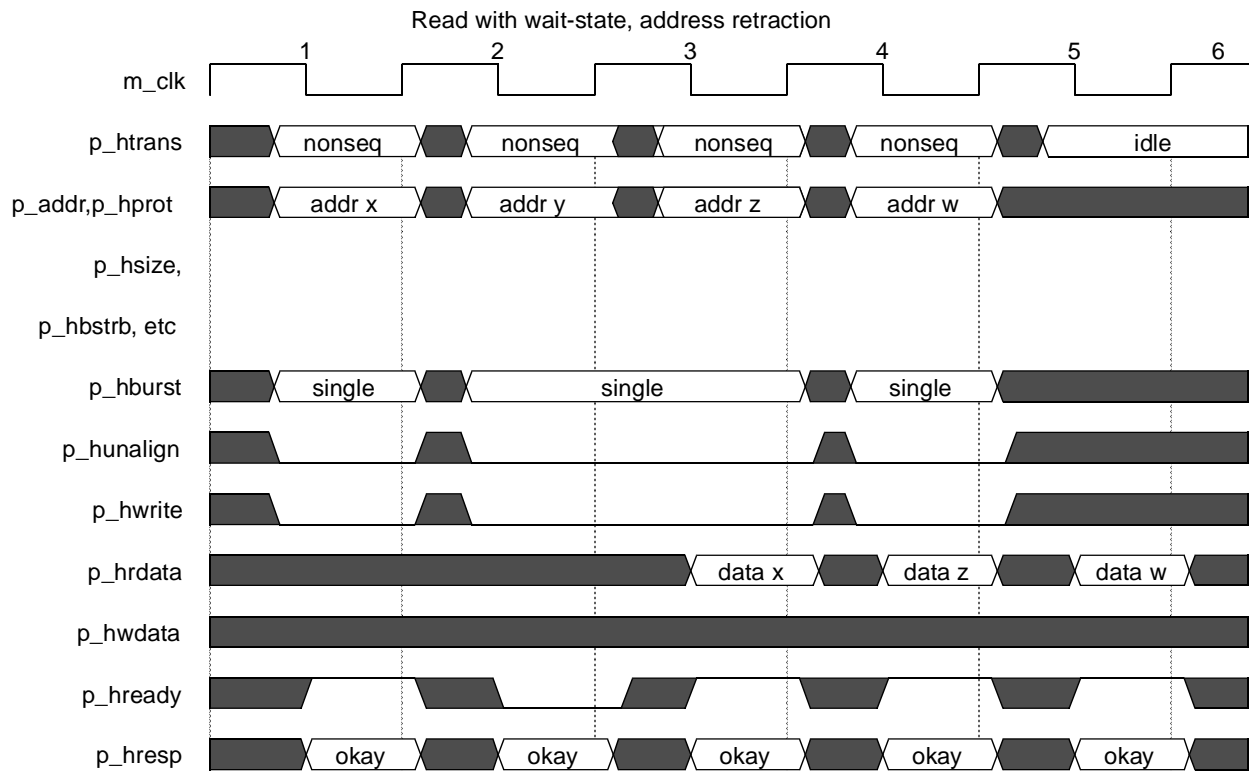 Read with wait-state, address retraction
1 2 3 4 5 6
m_clk
p_htrans nonseq nonseq nonseq nonseq idle
p_addr,p_hprot addr x addr y addr z addr w
p_hsize,
p_hbstrb, etc
p_hburst single single single
p_hunalign
p_hwrite
p_hrdata data x data z data w
p_hwdata
p_hready
p_hresp okay okay okay okay okay